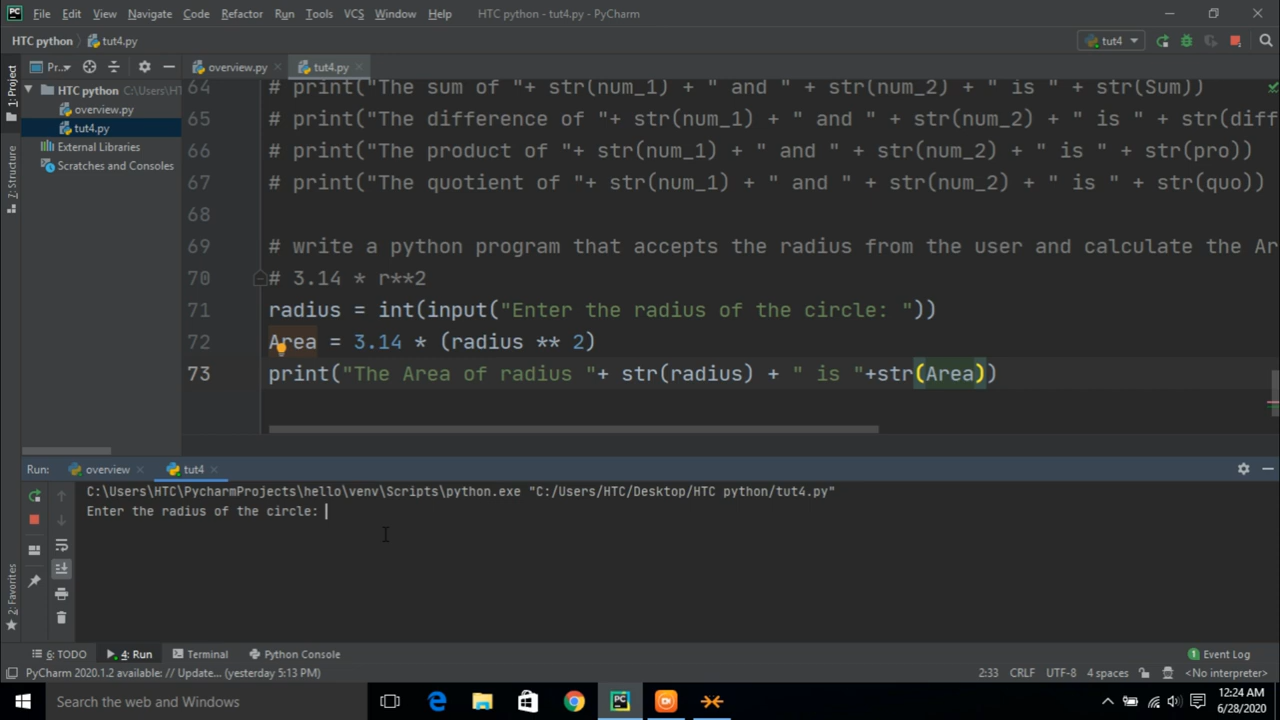 PC File Edit View Navigate Code Refactor Run Tools VCS Window Help HTC python - tut4.py - PyCharm
HTC python tut4.py tut4
1: Project
Pr... overview.py tut4.py
HTC python C:\Users\HT
overview.py
tut4.py
External Libraries
Scratches and Consoles
7: Structure
64 # print("The sum of "+ str(num_1) + " and " + str(num_2) + " is " + str(Sum))
65 # print("The difference of "+ str(num_1) + " and " + str(num_2) + " is " + str(diff
66 # print("The product of "+ str(num_1) + " and " + str(num_2) + " is " + str(pro))
67 # print("The quotient of "+ str(num_1) + " and " + str(num_2) + " is " + str(quo))
68
69 # write a python program that accepts the radius from the user and calculate the Ar
70 # 3.14 * r**2
71 radius = int(input("Enter the radius of the circle: "))
72 Area = 3.14 * (radius ** 2)
73 print("The Area of radius "+ str(radius) + " is "+str(Area))
Run: overview tut4
C:\Users\HTC\PycharmProjects\hello\venv\Scripts\python.exe "C:/Users/HTC/Desktop/HTC python/tut4.py"
Enter the radius of the circle:
2: Favorites
6: TODO 4: Run Terminal Python Console 1 Event Log
PyCharm 2020.1.2 available: // Update... (yesterday 5:13 PM) 2:33 CRLF UTF-8 4 spaces <No interpreter>
Search the web and Windows
12:24 AM
6/28/2020